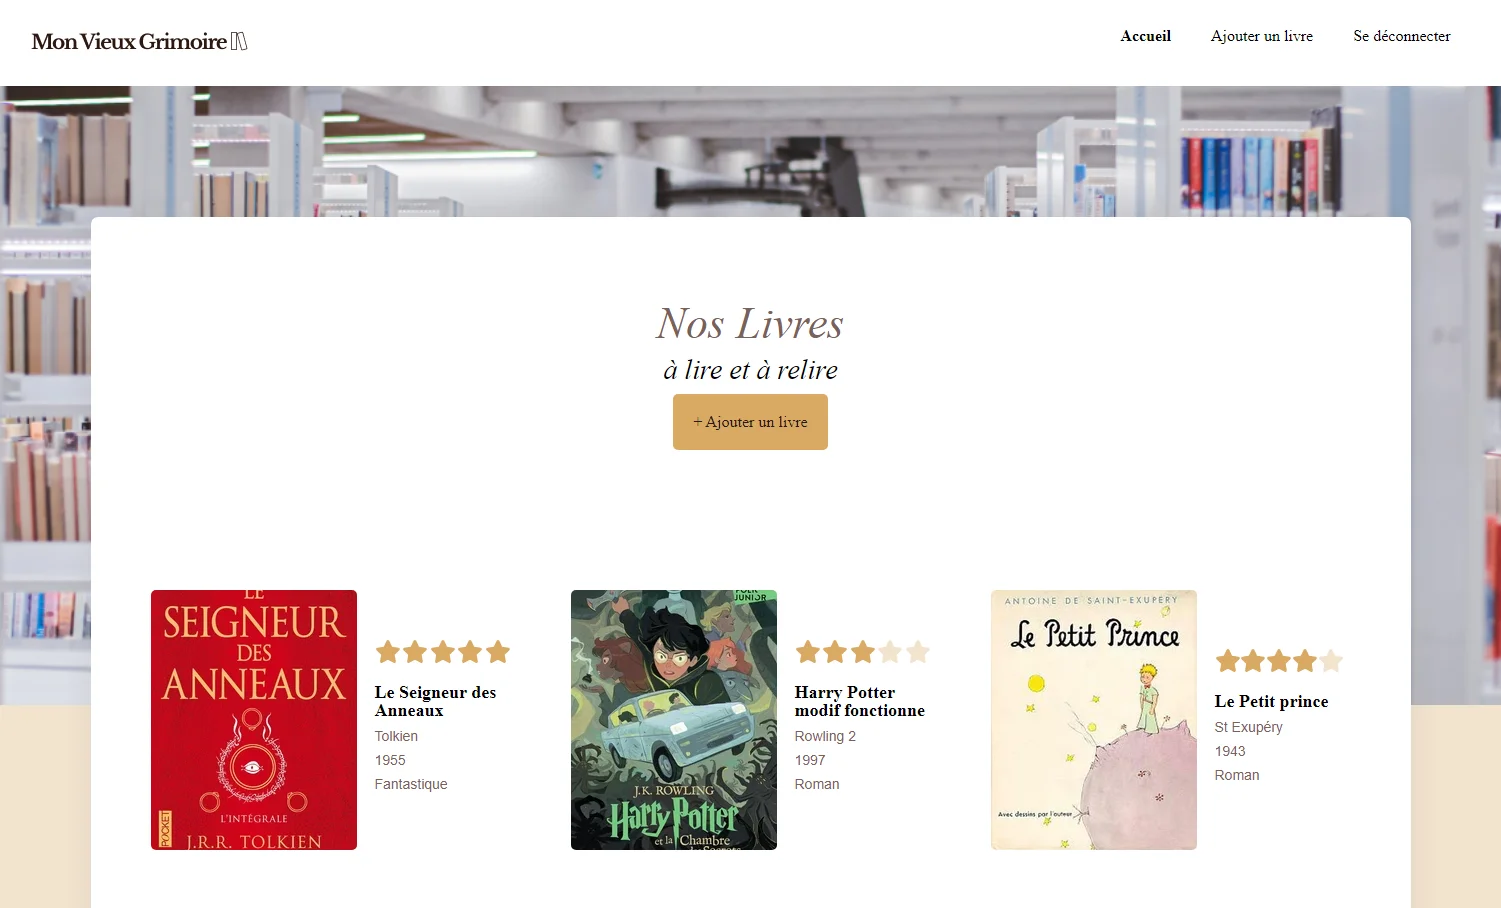 Mon Vieux Grimoire
Accueil
Ajouter un livre
Se déconnecter
Nos Livres
à lire et à relire
+ Ajouter un livre
LE
SEIGNEUR
DES
ANNEAUX
L'INTÉGRALE
POCKET
J.R.R. TOLKIEN
Le Seigneur des
Anneaux
Tolkien
1955
Fantastique
FOLIO
JUNIOR
J.K. ROWLING
Harry Potter
et la Chambre
des Secrets
Harry Potter
modif fonctionne
Rowling 2
1997
Roman
ANTOINE DE SAINT-EXUPÉRY
Le Petit Prince
Avec dessins par l'auteur
Le Petit prince
St Exupéry
1943
Roman